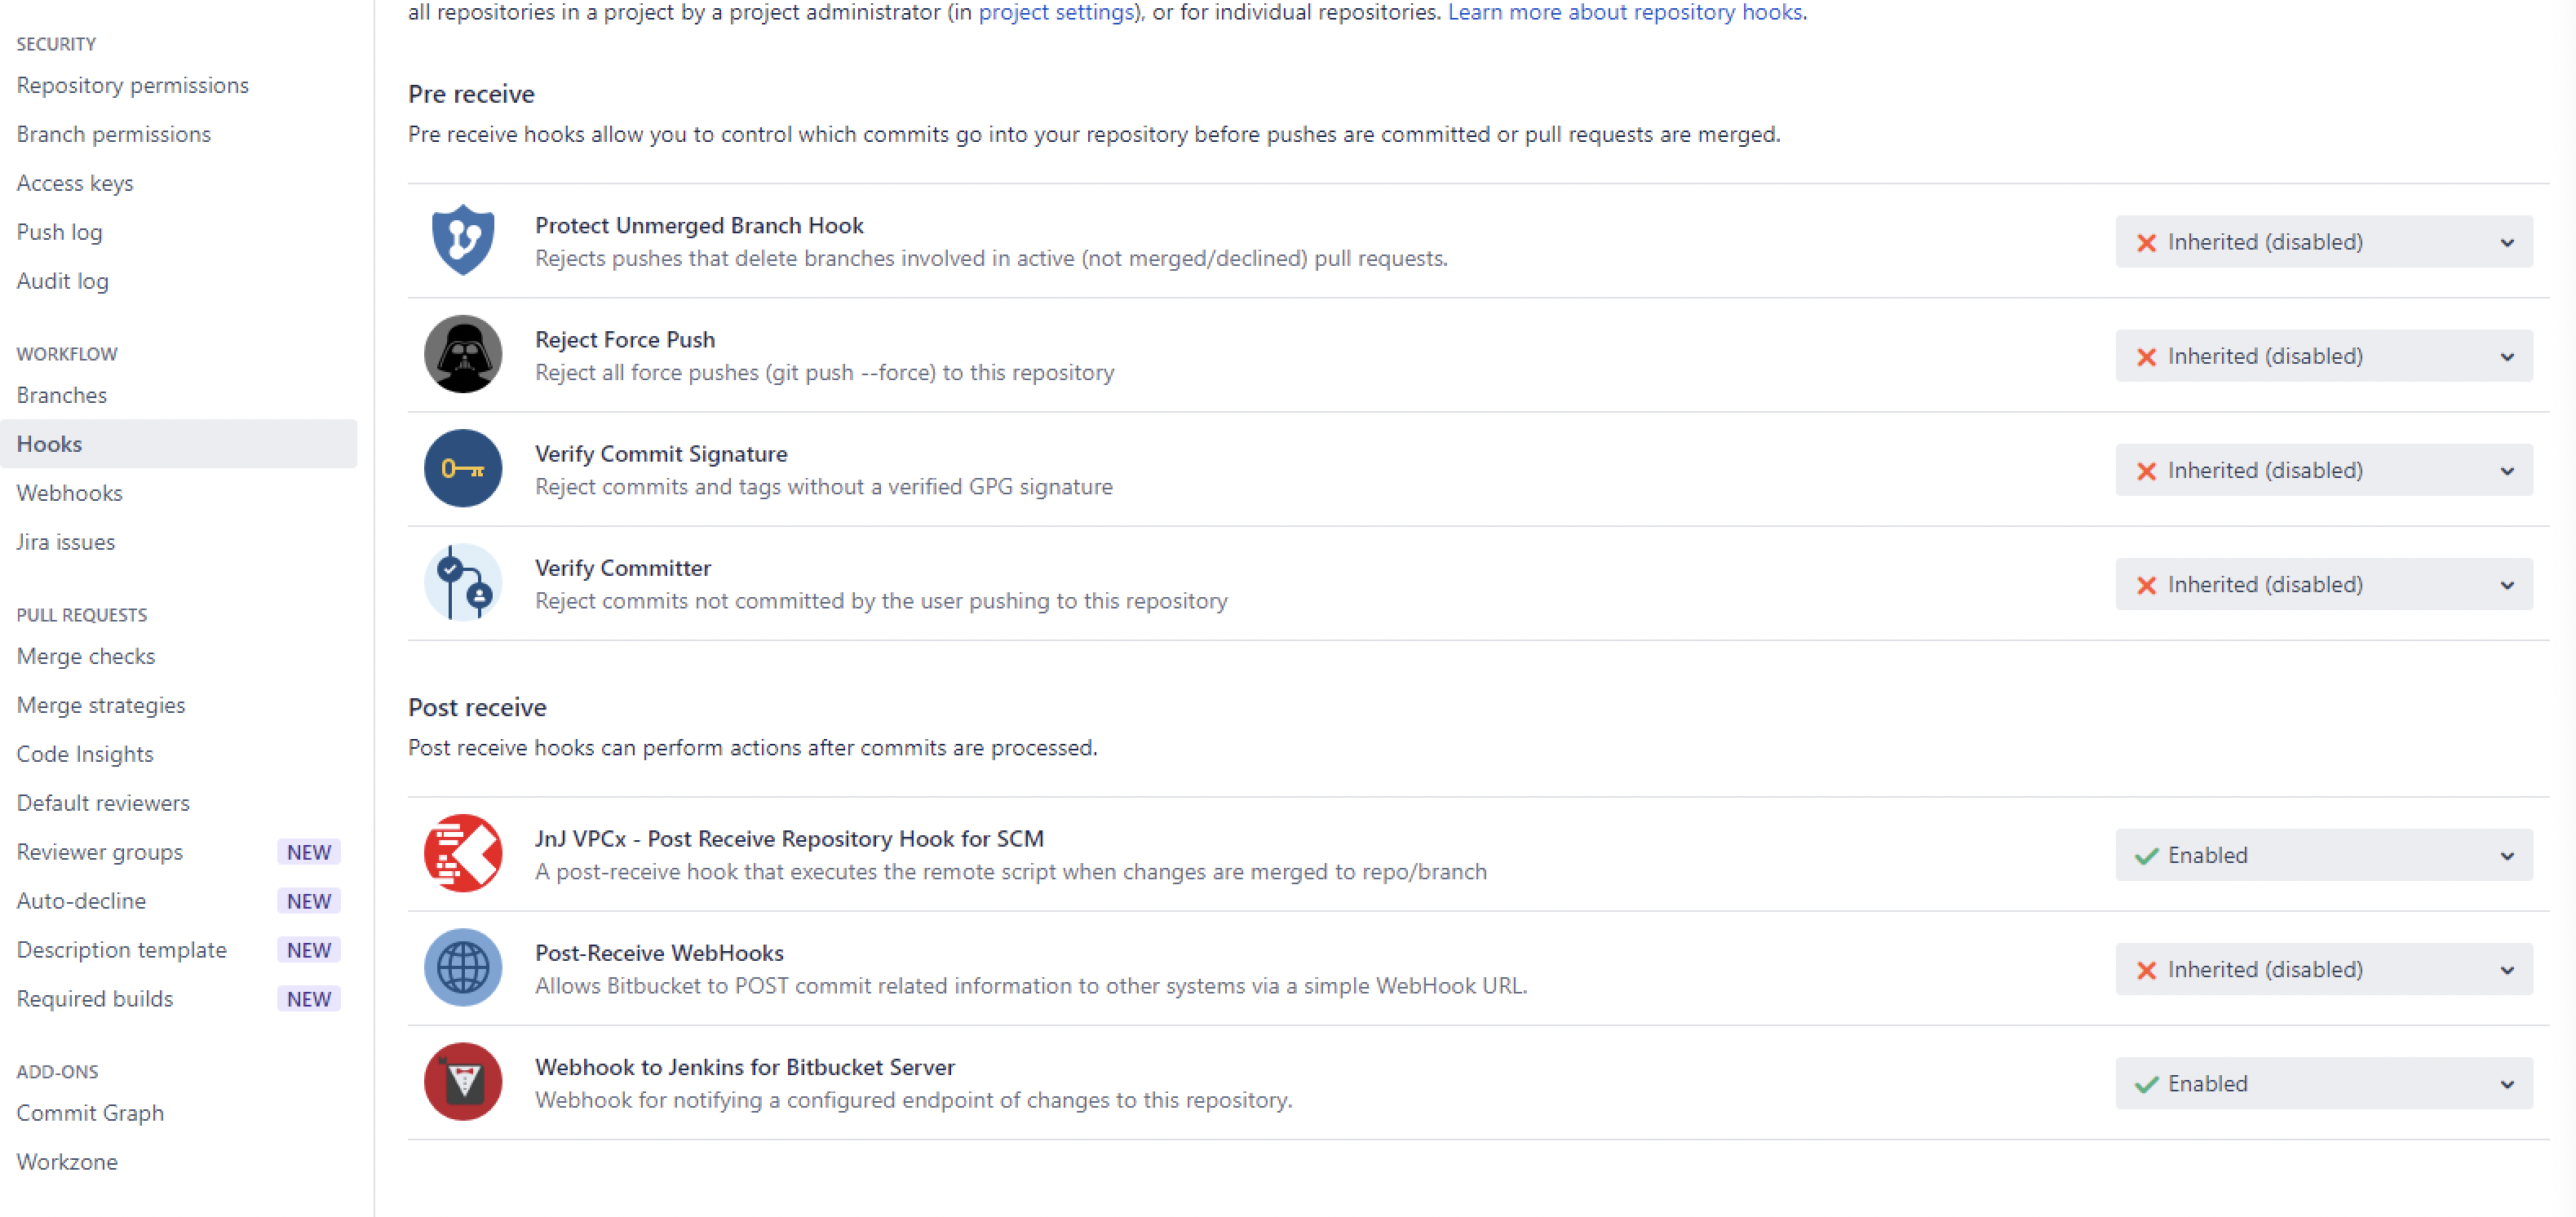 all repositories in a project by a project administrator (in project settings), or for individual repositories. Learn more about repository hooks.
SECURITY
Repository permissions
Branch permissions
Access keys
Push log
Audit log
WORKFLOW
Branches
Hooks
Webhooks
Jira issues
PULL REQUESTS
Merge checks
Merge strategies
Code Insights
Default reviewers
Reviewer groups NEW
Auto-decline NEW
Description template NEW
Required builds NEW
ADD-ONS
Commit Graph
Workzone
Pre receive
Pre receive hooks allow you to control which commits go into your repository before pushes are committed or pull requests are merged.
Protect Unmerged Branch Hook
Rejects pushes that delete branches involved in active (not merged/declined) pull requests.
Inherited (disabled)
Reject Force Push
Reject all force pushes (git push --force) to this repository
Inherited (disabled)
Verify Commit Signature
Reject commits and tags without a verified GPG signature
Inherited (disabled)
Verify Committer
Reject commits not committed by the user pushing to this repository
Inherited (disabled)
Post receive
Post receive hooks can perform actions after commits are processed.
JnJ VPCx - Post Receive Repository Hook for SCM
A post-receive hook that executes the remote script when changes are merged to repo/branch
Enabled
Post-Receive WebHooks
Allows Bitbucket to POST commit related information to other systems via a simple WebHook URL.
Inherited (disabled)
Webhook to Jenkins for Bitbucket Server
Webhook for notifying a configured endpoint of changes to this repository.
Enabled